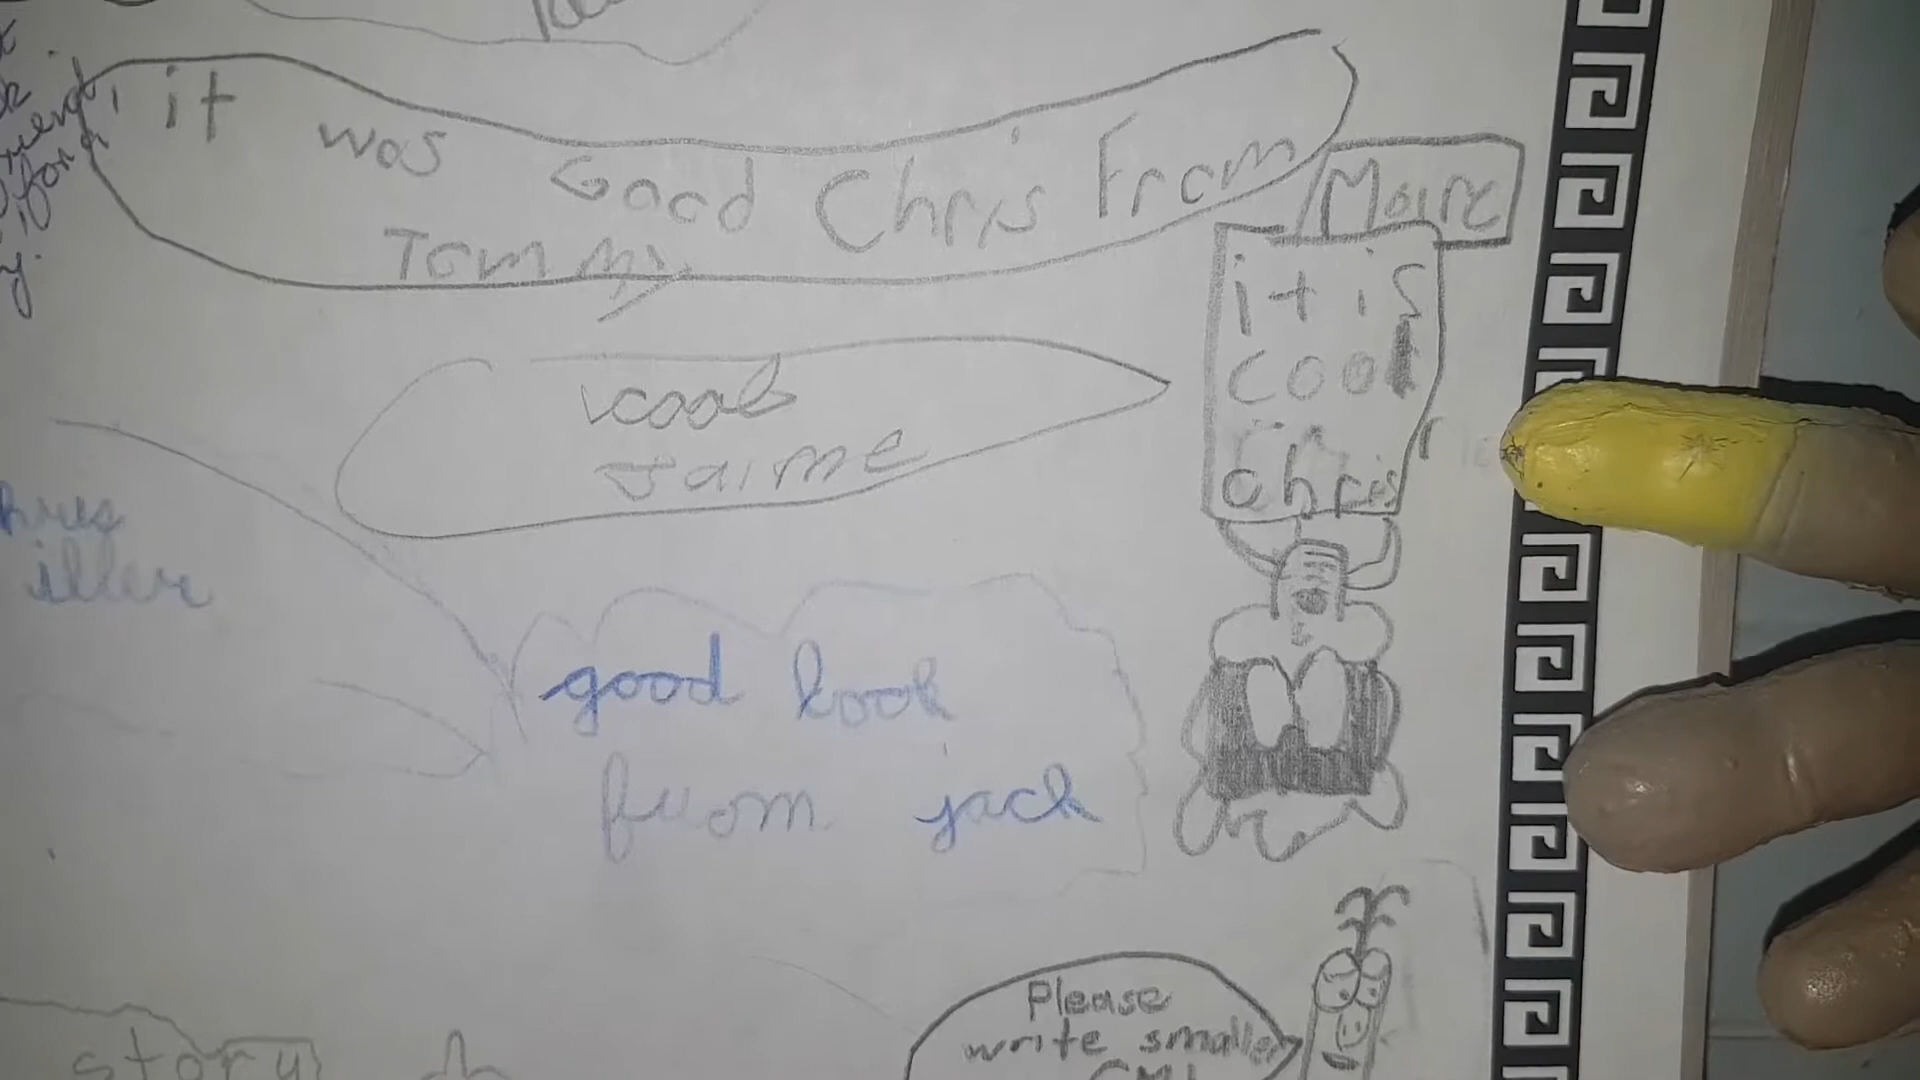 it was Good Chris From
Tommy
Marc
it is
cool
chris
cool
Jaime
good book
from jack
Please
write smaller
story